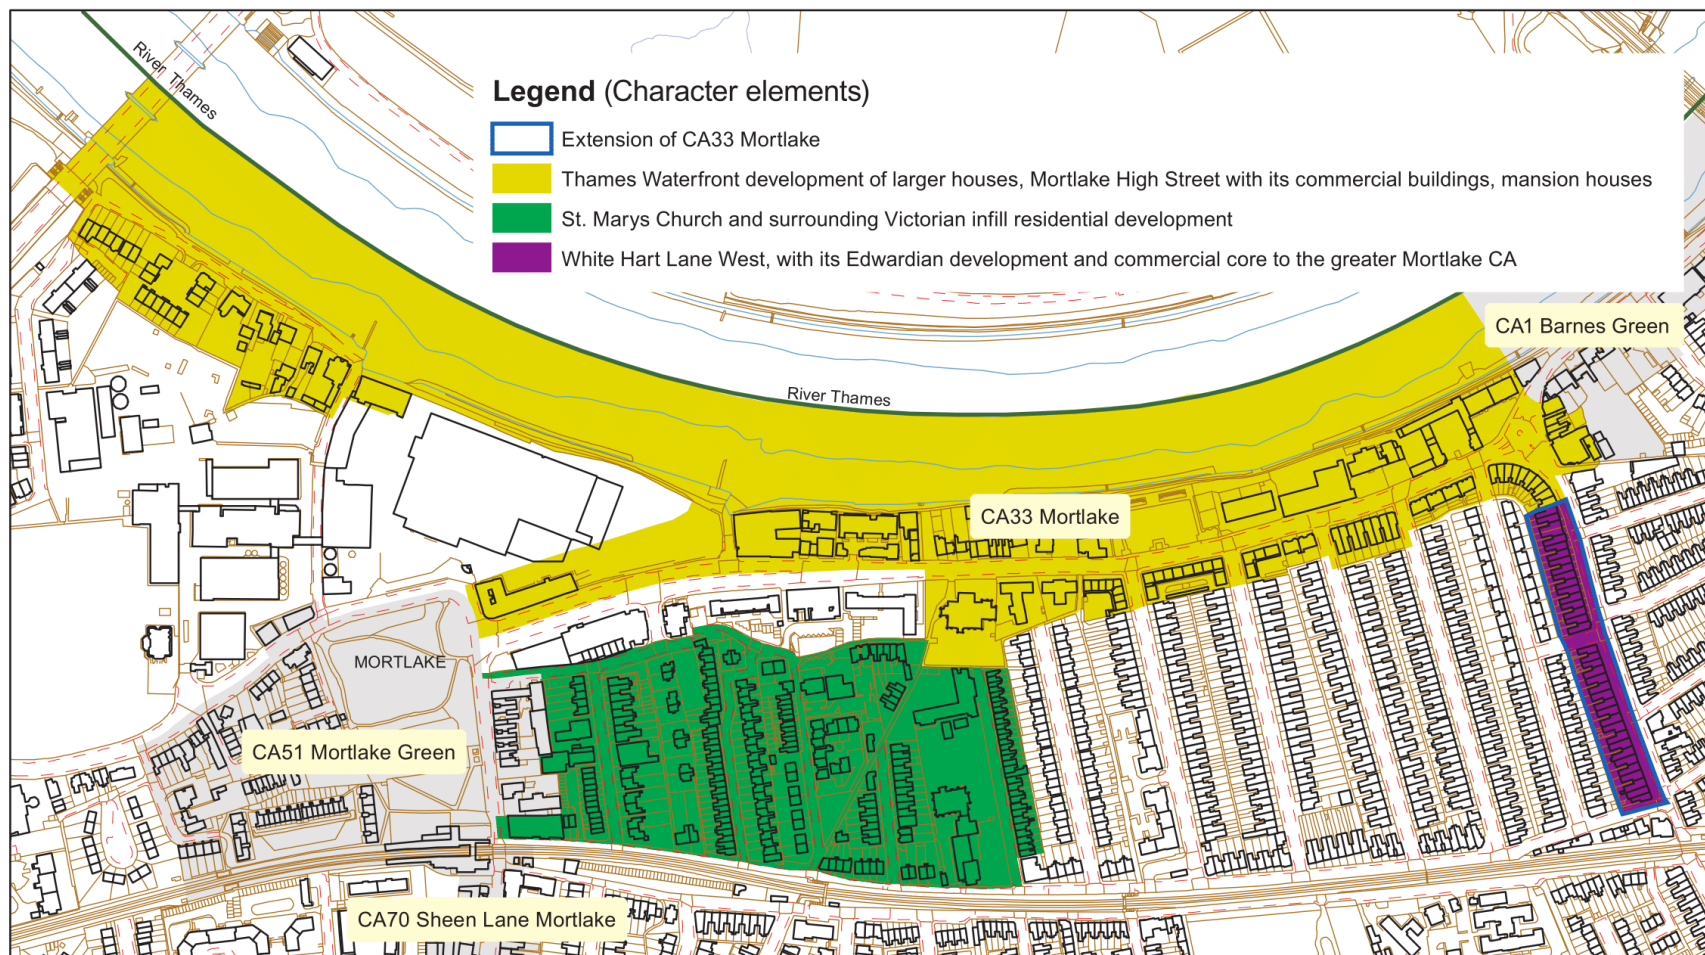 River Thames
Legend (Character elements)
Extension of CA33 Mortlake
Thames Waterfront development of larger houses, Mortlake High Street with its commercial buildings, mansion houses
St. Marys Church and surrounding Victorian infill residential development
White Hart Lane West, with its Edwardian development and commercial core to the greater Mortlake CA
CA1 Barnes Green
River Thames
CA33 Mortlake
MORTLAKE
CA51 Mortlake Green
CA70 Sheen Lane Mortlake